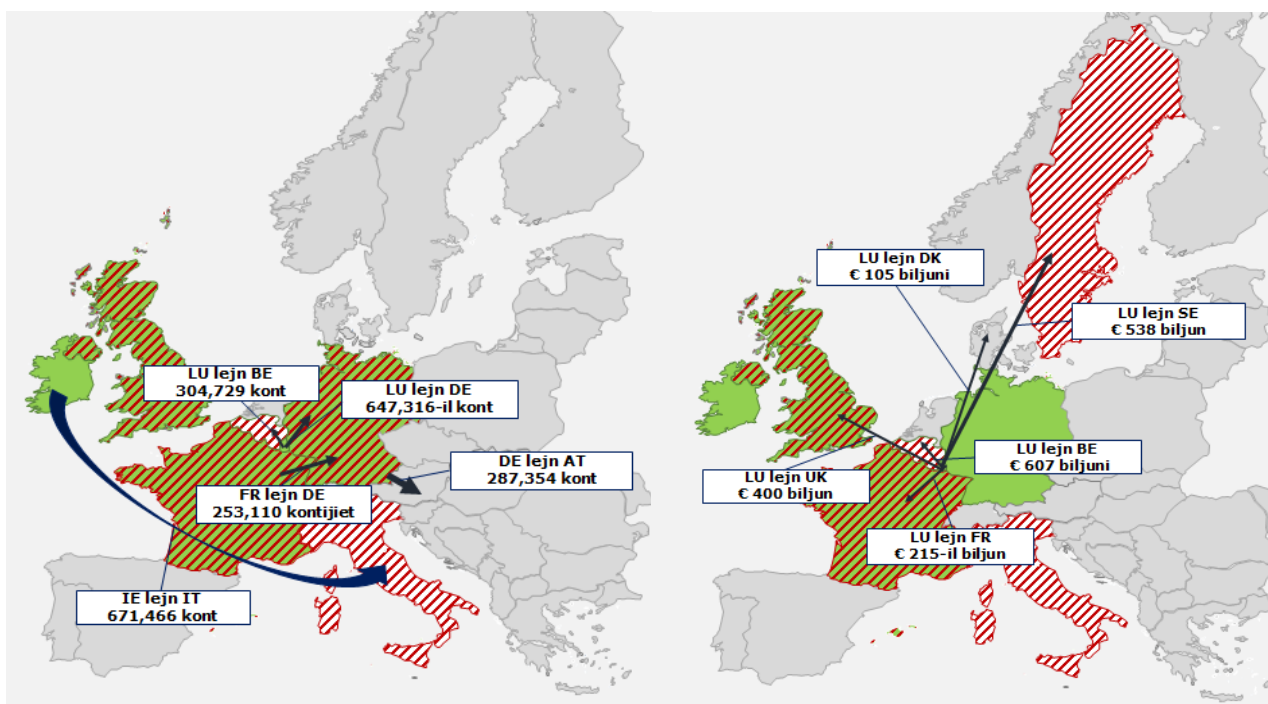 LU lejn BE
304,729 kont
LU lejn DE
647,316-il kont
DE lejn AT
287,354 kont
FR lejn DE
253,110 kontijiet
IE lejn IT
671,466 kont
LU lejn DK
€ 105 biljuni
LU lejn SE
€ 538 biljun
LU lejn BE
€ 607 biljuni
LU lejn UK
€ 400 biljun
LU lejn FR
€ 215-il biljun